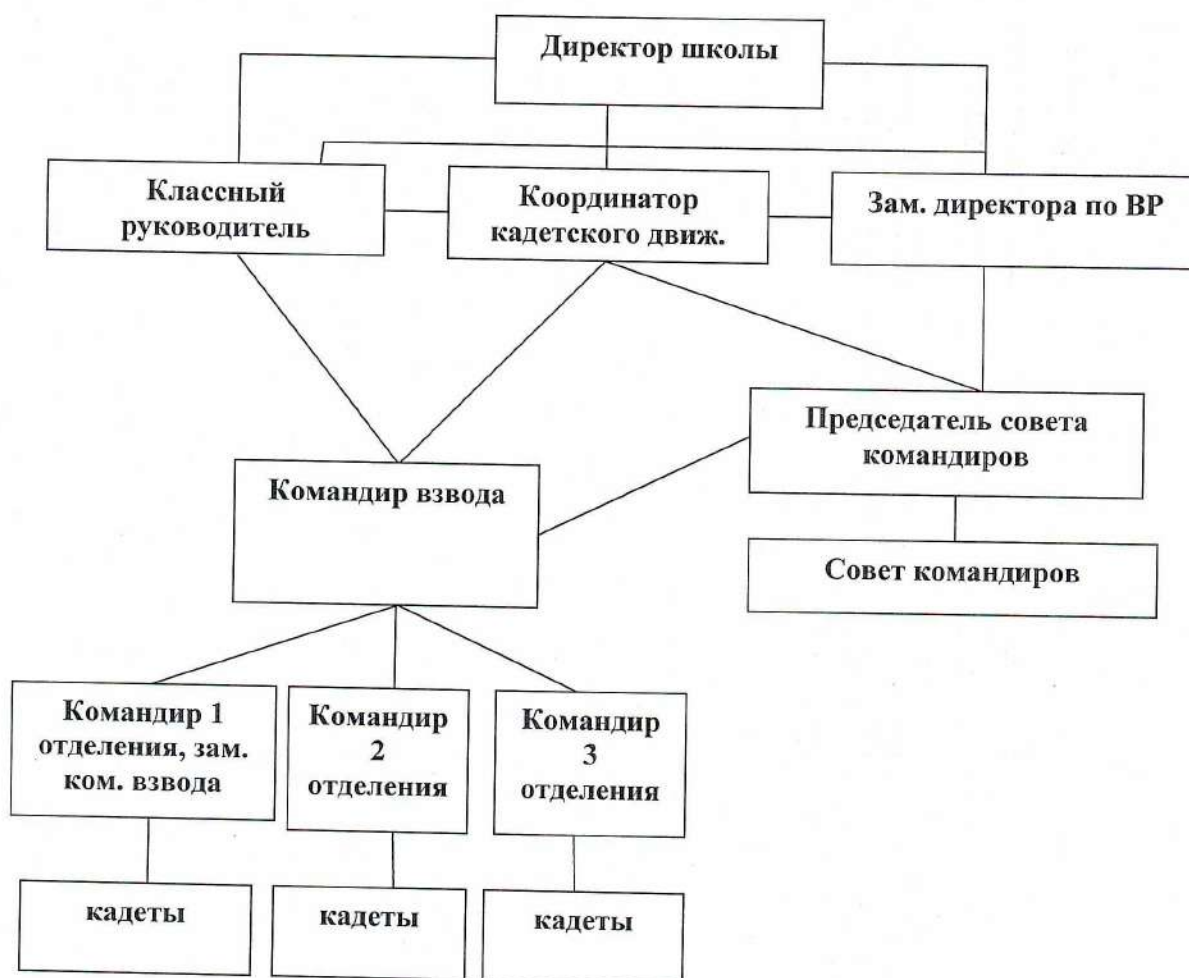 Директор школы
Классный
руководитель
Координатор
кадетского движ.
Зам. директора по ВР
Председатель совета
командиров
Командир взвода
Совет командиров
Командир 1
отделения, зам.
ком. взвода
Командир
2
отделения
Командир
3
отделения
кадеты
кадеты
кадеты